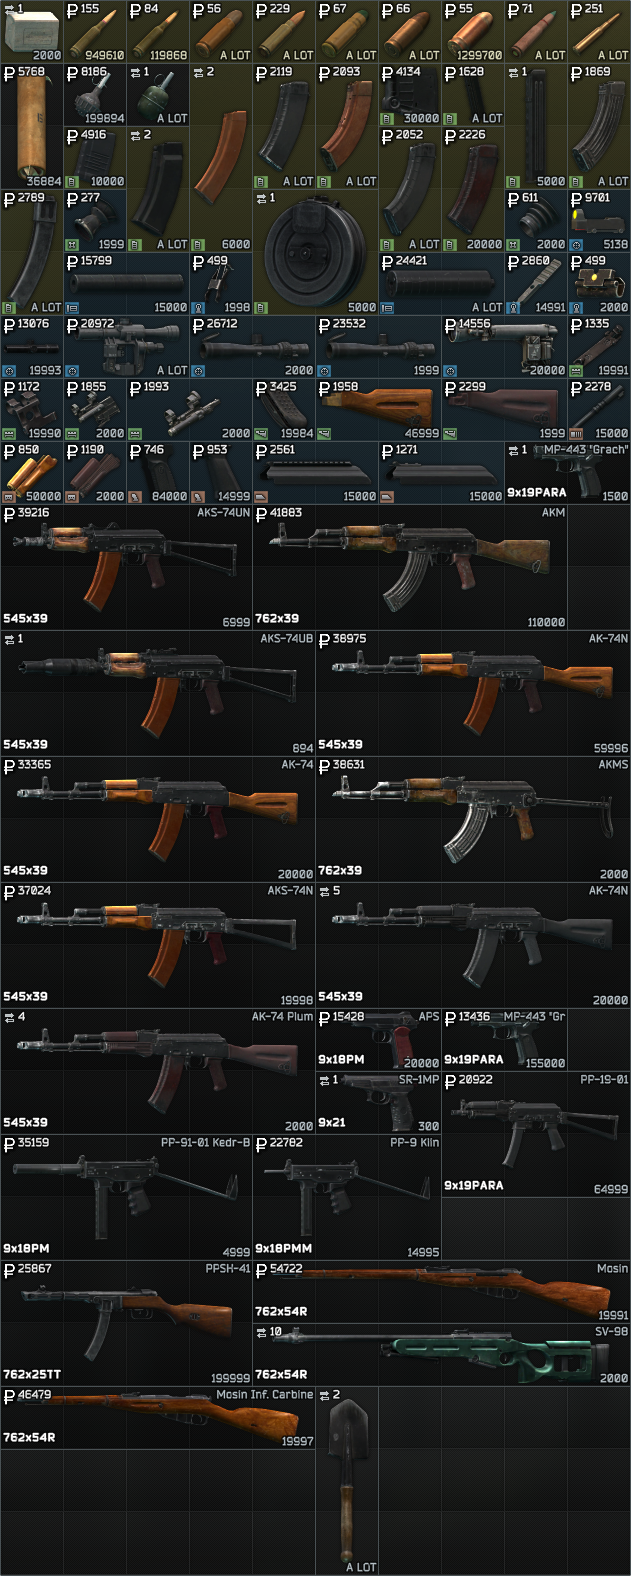 1 ₽155 ₽84 ₽56 ₽229 ₽67 ₽66 ₽55 ₽71 ₽251
2000 949610 119868 A LOT A LOT A LOT A LOT 1299700 A LOT A LOT
₽5768 ₽8186 1 2 ₽2119 ₽2093 ₽4134 ₽1628 1 ₽1869
199894 A LOT 30000 A LOT
₽4916 2 ₽2052 ₽2226
36884 10000 A LOT A LOT 5000 A LOT
₽2789 ₽277 1 ₽611 ₽9701
1999 A LOT 6000 A LOT 20000 2000 5138
₽15799 ₽499 ₽24421 ₽2860 ₽499
A LOT 15000 1998 5000 A LOT 14991 2000
₽13076 ₽20972 ₽26712 ₽23532 ₽14556 ₽1335
19993 A LOT 2000 1999 20000 19991
₽1172 ₽1855 ₽1993 ₽3425 ₽1958 ₽2299 ₽2278
19990 2000 2000 19984 46999 1999 15000
₽850 ₽1190 ₽746 ₽953 ₽2561 ₽1271 1 MP-443 "Grach"
9x19PARA
50000 2000 84000 14999 15000 15000 1500
₽39216 AKS-74UN ₽41883 AKM
545x39 6999 762x39 110000
1 AKS-74UB ₽38975 AK-74N
545x39 894 545x39 59996
₽33365 AK-74 ₽38631 AKMS
545x39 20000 762x39 2000
₽37024 AKS-74N 5 AK-74N
545x39 19998 545x39 20000
4 AK-74 Plum ₽15428 APS ₽13436 MP-443 "Gr
9x18PM 20000 9x19PARA 155000
1 SR-1MP ₽20922 PP-19-01
545x39 2000 9x21 300
₽35159 PP-91-01 Kedr-B ₽22782 PP-9 Klin
9x19PARA 64999
9x18PM 4999 9x18PMM 14995
₽25867 PPSH-41 ₽54722 Mosin
762x54R 19991
10 SV-98
762x25TT 199999 762x54R 2000
₽46479 Mosin Inf. Carbine 2
762x54R 19997
A LOT